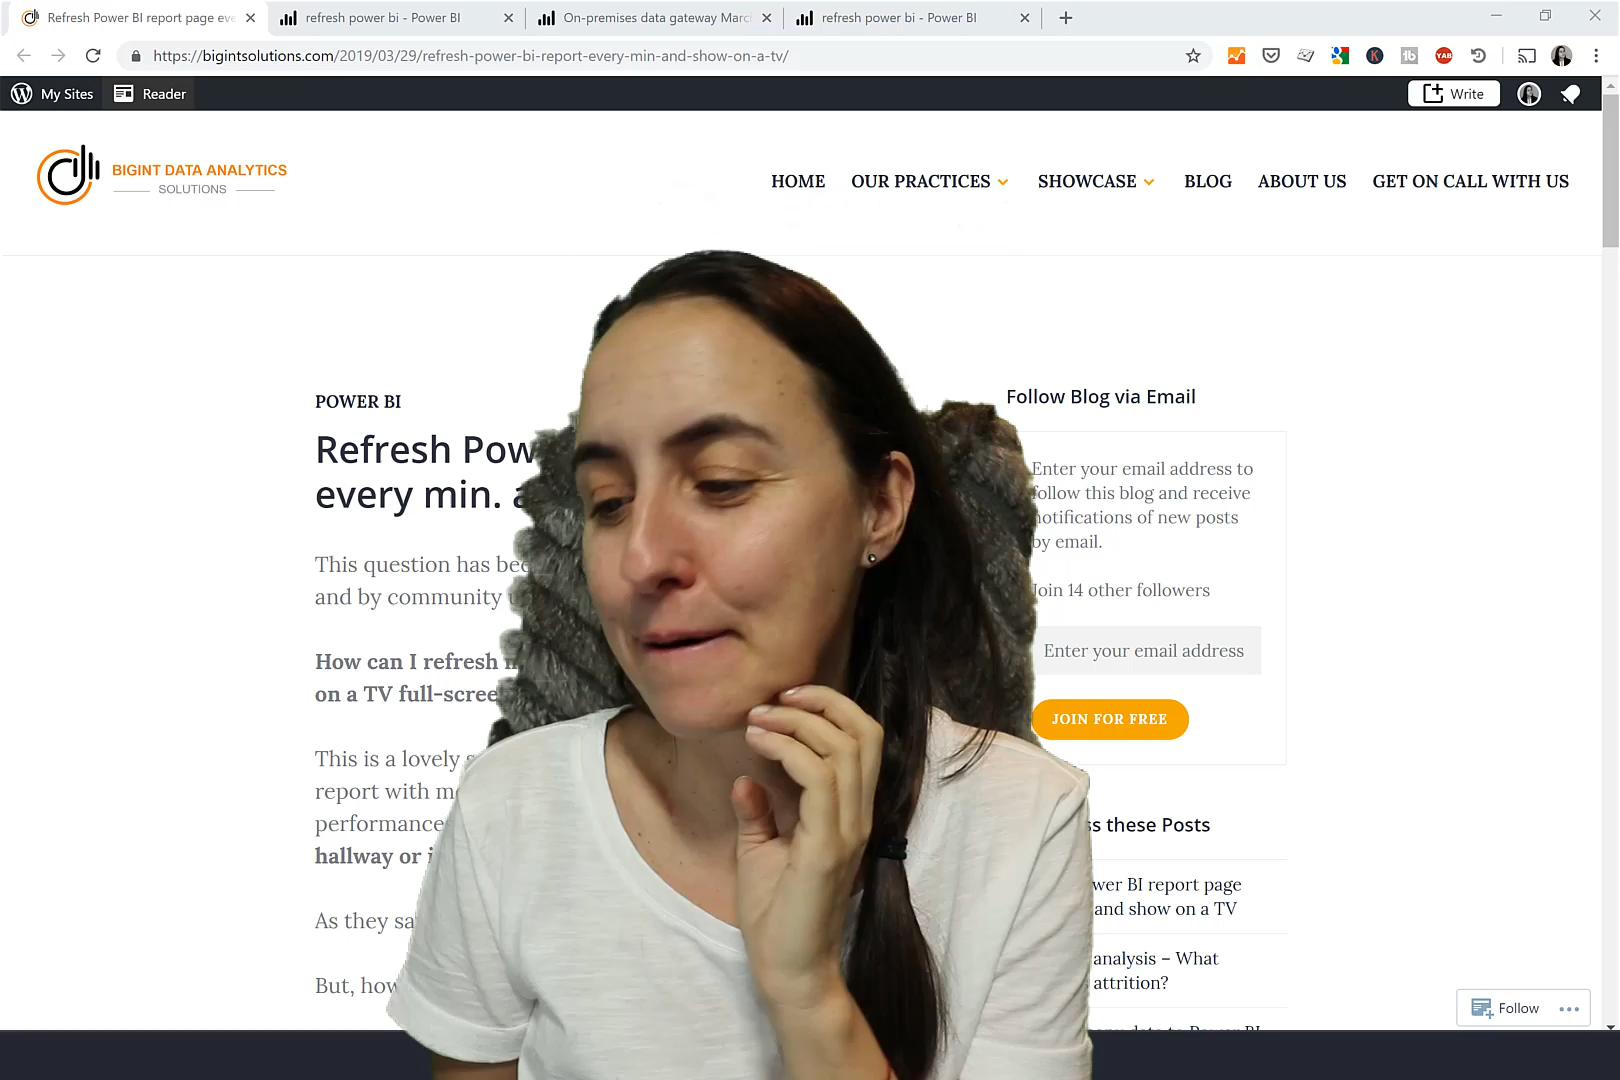 Refresh Power BI report page eve
refresh power bi - Power BI
On-premises data gateway Marc
refresh power bi - Power BI
https://bigintsolutions.com/2019/03/29/refresh-power-bi-report-every-min-and-show-on-a-tv/
My Sites
Reader
Write
BIGINT DATA ANALYTICS
SOLUTIONS
HOME
OUR PRACTICES
SHOWCASE
BLOG
ABOUT US
GET ON CALL WITH US
POWER BI
Refresh Pow
every min. a
This question has bee
and by community u
How can I refresh
on a TV full-scree
This is a lovely
report with m
performance
hallway or i
As they sa
But, how
Follow Blog via Email
Enter your email address to
follow this blog and receive
notifications of new posts
by email.
Join 14 other followers
Enter your email address
JOIN FOR FREE
ss these Posts
wer BI report page
and show on a TV
analysis – What
attrition?
data to Power BI
Follow